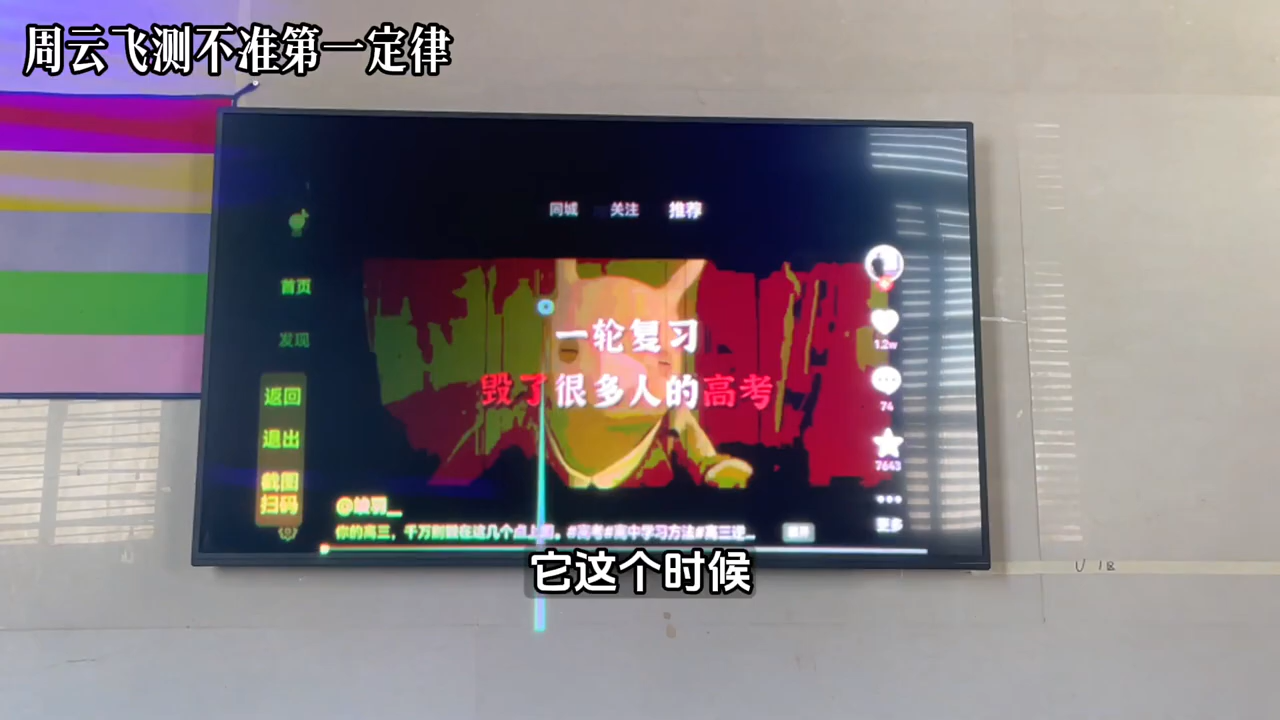 周云飞测不准第一定律
同城 关注 推荐
首页
发现
返回
退出
截图
扫码
一轮复习
毁了很多人的高考
1.2w
74
7643
更多
你的高三，千万别毁在这几个点上面。#高考#高中学习方法#高三逆...
展开
它这个时候